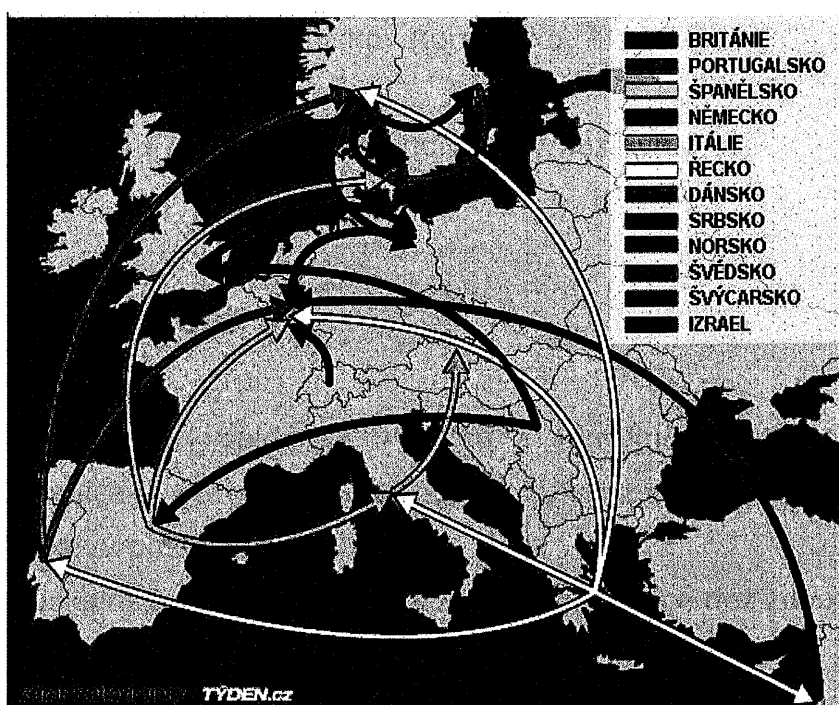 BRITÁNIE
PORTUGALSKO
ŠPANĚLSKO
NĚMECKO
ITÁLIE
ŘECKO
DÁNSKO
SRBSKO
NORSKO
ŠVÉDSKO
ŠVÝCARSKO
IZRAEL
TÝDEN.cz